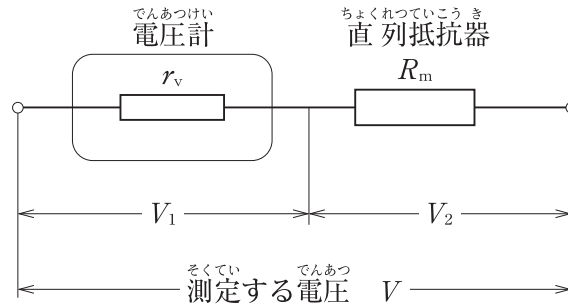 でんあつけい ちょくれつていこうき
電圧計 直列抵抗器
r_v R_m
V_1 V_2
そくてい でんあつ
測定する電圧 V